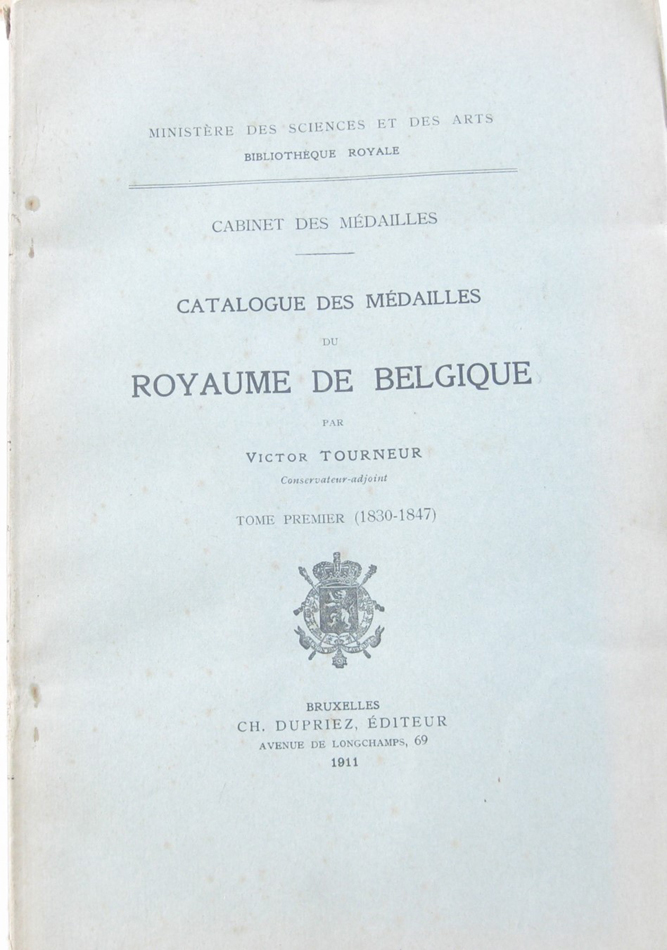 MINISTÈRE DES SCIENCES ET DES ARTS
BIBLIOTHÈQUE ROYALE
CABINET DES MÉDAILLES
CATALOGUE DES MÉDAILLES
DU
ROYAUME DE BELGIQUE
PAR
VICTOR TOURNEUR
Conservateur-adjoint
TOME PREMIER (1830-1847)
BRUXELLES
CH. DUPRIEZ, ÉDITEUR
AVENUE DE LONGCHAMPS, 69
1911